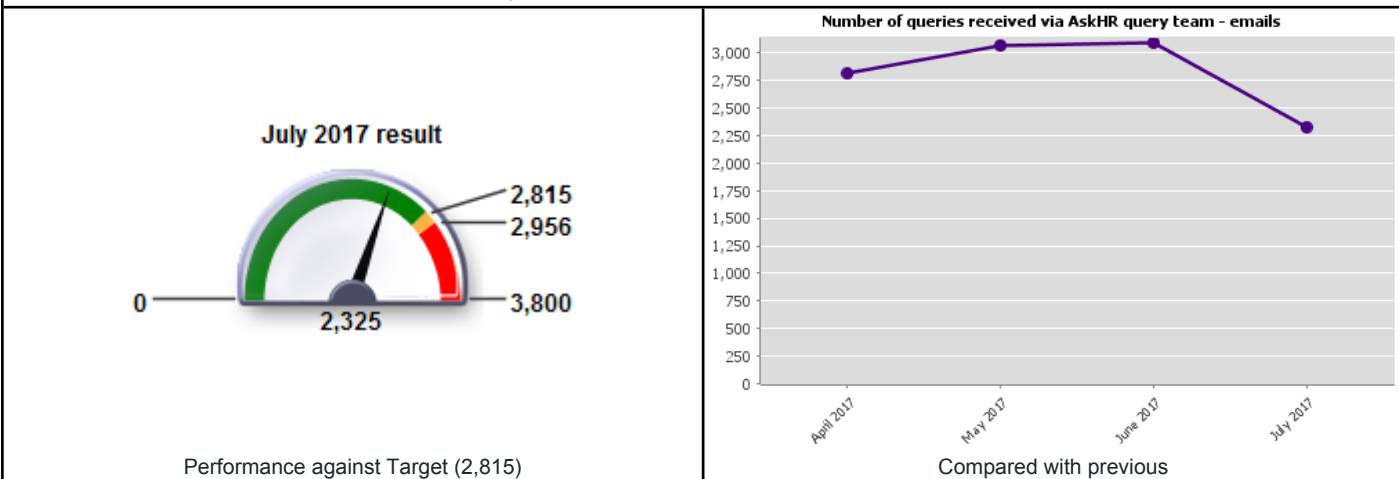 July 2017 result
2,815
2,956
0
3,800
2,325
Performance against Target (2,815)
Number of queries received via AskHR query team - emails
3,000
2,750
2,500
2,250
2,000
1,750
1,500
1,250
1,000
750
500
250
0
April 2017
May 2017
June 2017
July 2017
Compared with previous